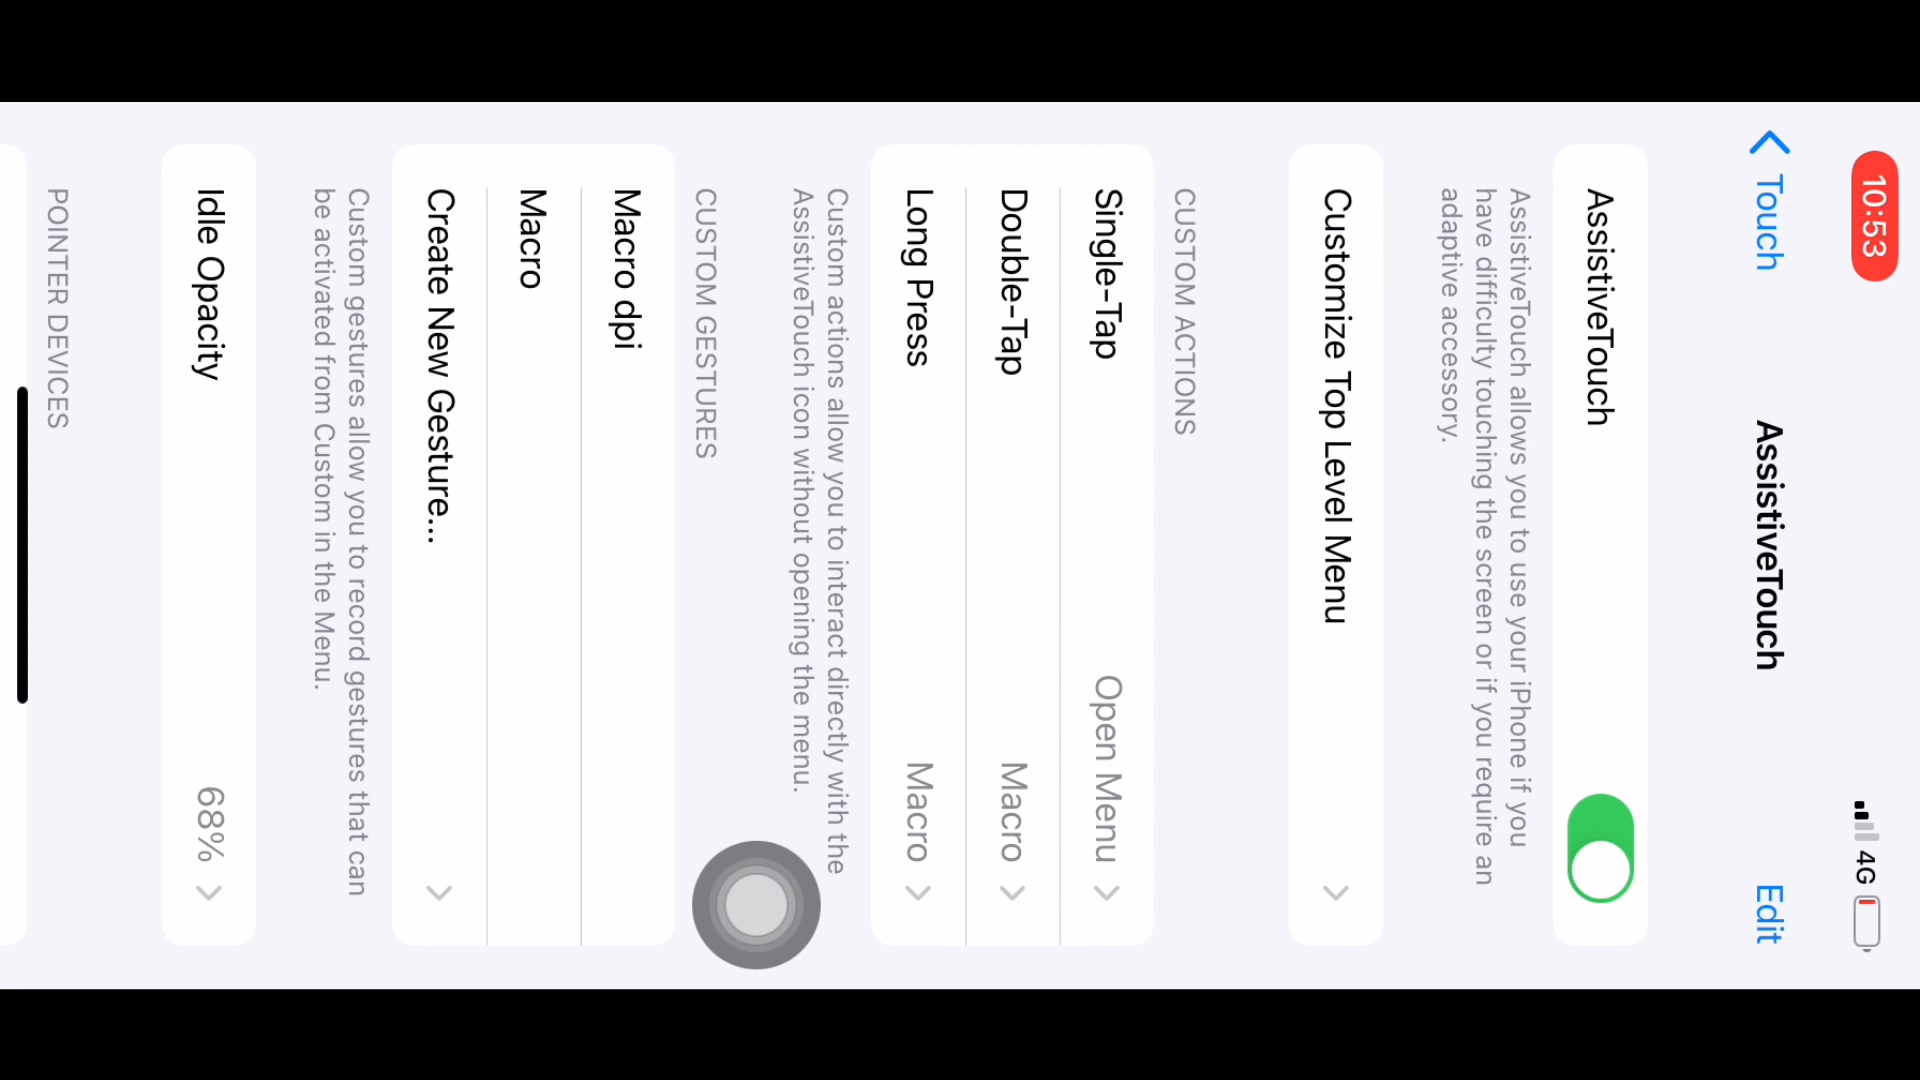 10:53
4G
Touch
AssistiveTouch
Edit
AssistiveTouch
AssistiveTouch allows you to use your iPhone if you
have difficulty touching the screen or if you require an
adaptive accessory.
Customize Top Level Menu
CUSTOM ACTIONS
Single-Tap Open Menu
Double-Tap Macro
Long Press Macro
Custom actions allow you to interact directly with the
AssistiveTouch icon without opening the menu.
CUSTOM GESTURES
Macro dpi
Macro
Create New Gesture...
Custom gestures allow you to record gestures that can
be activated from Custom in the Menu.
Idle Opacity 68%
POINTER DEVICES